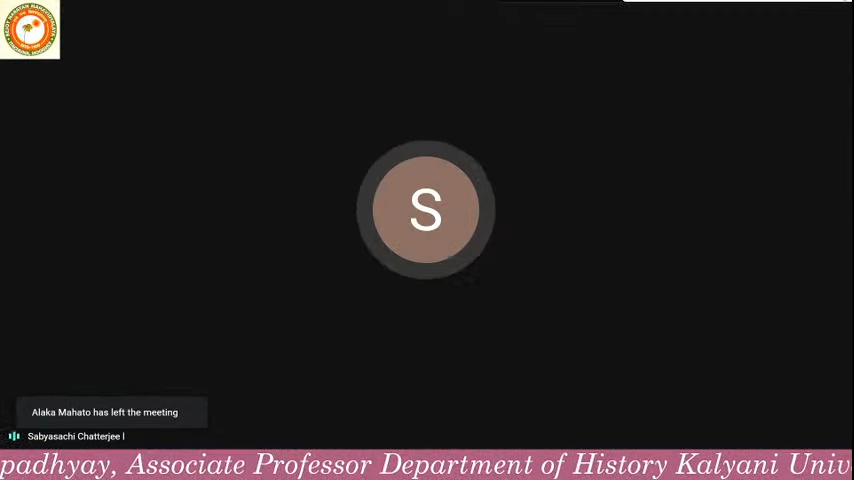 S
Alaka Mahato has left the meeting
Sabyasachi Chatterjee l
padhyay, Associate Professor Department of History Kalyani Univ